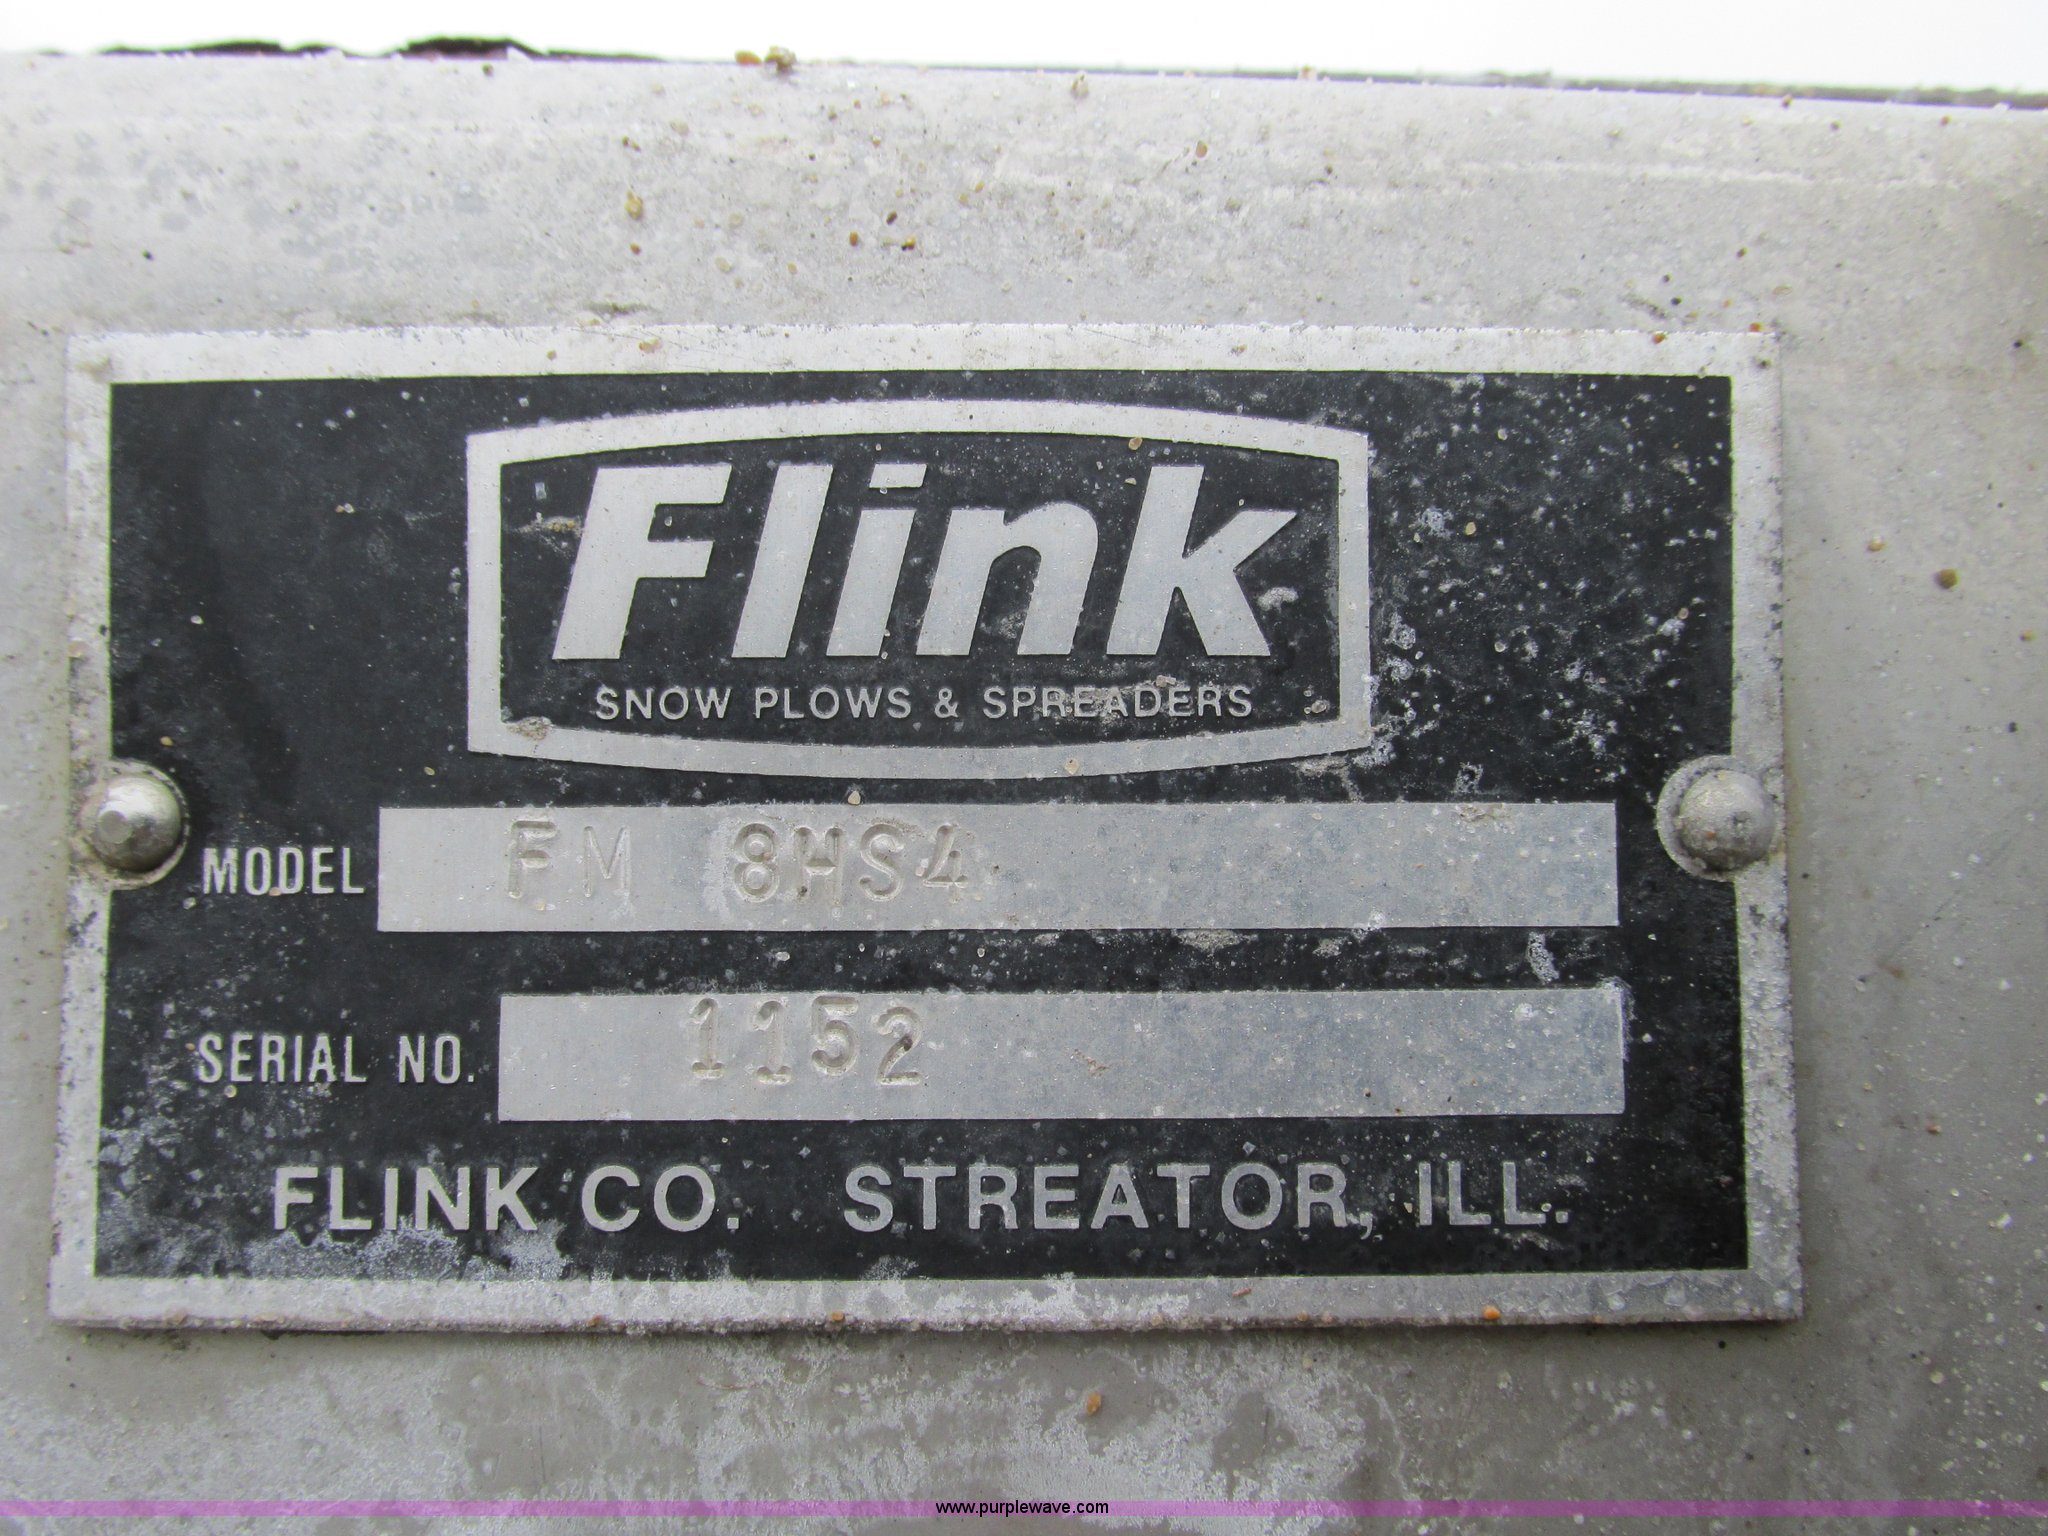 Flink
SNOW PLOWS & SPREADERS
MODEL FM 8HS4
SERIAL NO. 1152
FLINK CO. STREATOR, ILL.
www.purplewave.com